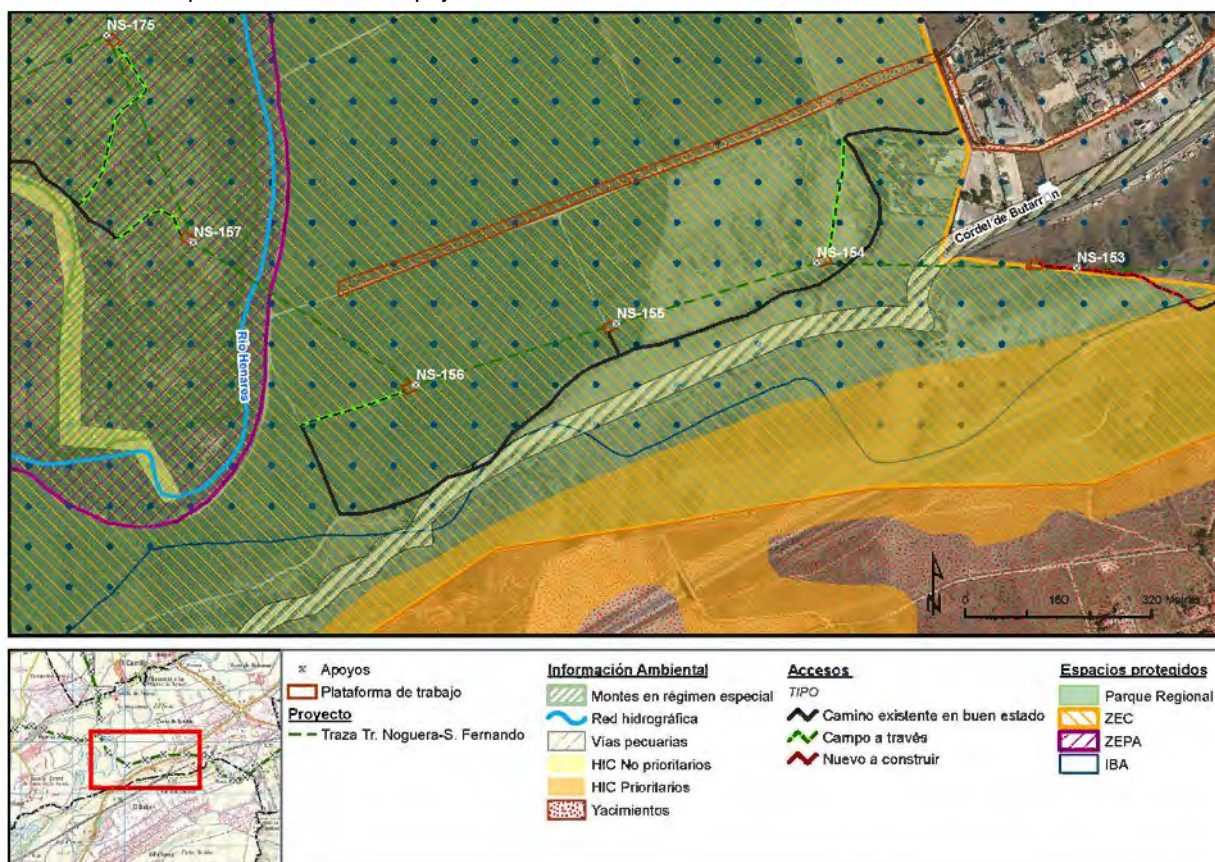 NS-175
NS-157
Río Henares
NS-156
NS-155
NS-154
Cordel de Butarrón
NS-153
0 160 320 Metros
Apoyos
Plataforma de trabajo
Proyecto
Traza Tr. Noguera-S. Fernando
Información Ambiental
Montes en régimen especial
Red hidrográfica
Vías pecuarias
HIC No prioritarios
HIC Prioritarios
Yacimientos
Accesos
TIPO
Camino existente en buen estado
Campo a través
Nuevo a construir
Espacios protegidos
Parque Regional
ZEC
ZEPA
IBA